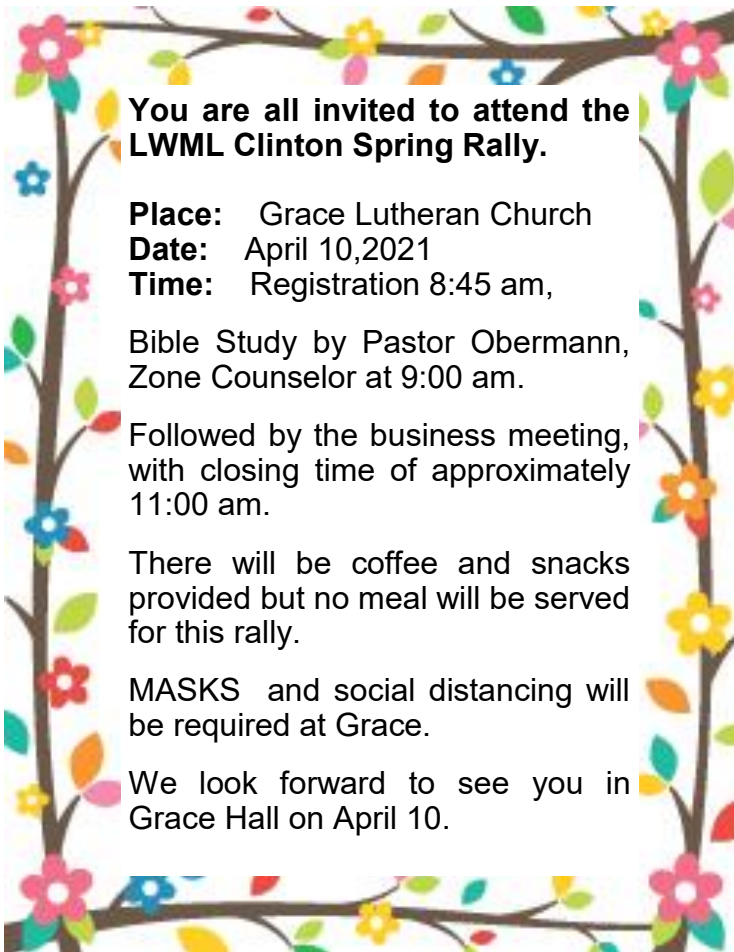 You are all invited to attend the
LWML Clinton Spring Rally.
Place: Grace Lutheran Church
Date: April 10,2021
Time: Registration 8:45 am,
Bible Study by Pastor Obermann,
Zone Counselor at 9:00 am.
Followed by the business meeting,
with closing time of approximately
11:00 am.
There will be coffee and snacks
provided but no meal will be served
for this rally.
MASKS and social distancing will
be required at Grace.
We look forward to see you in
Grace Hall on April 10.